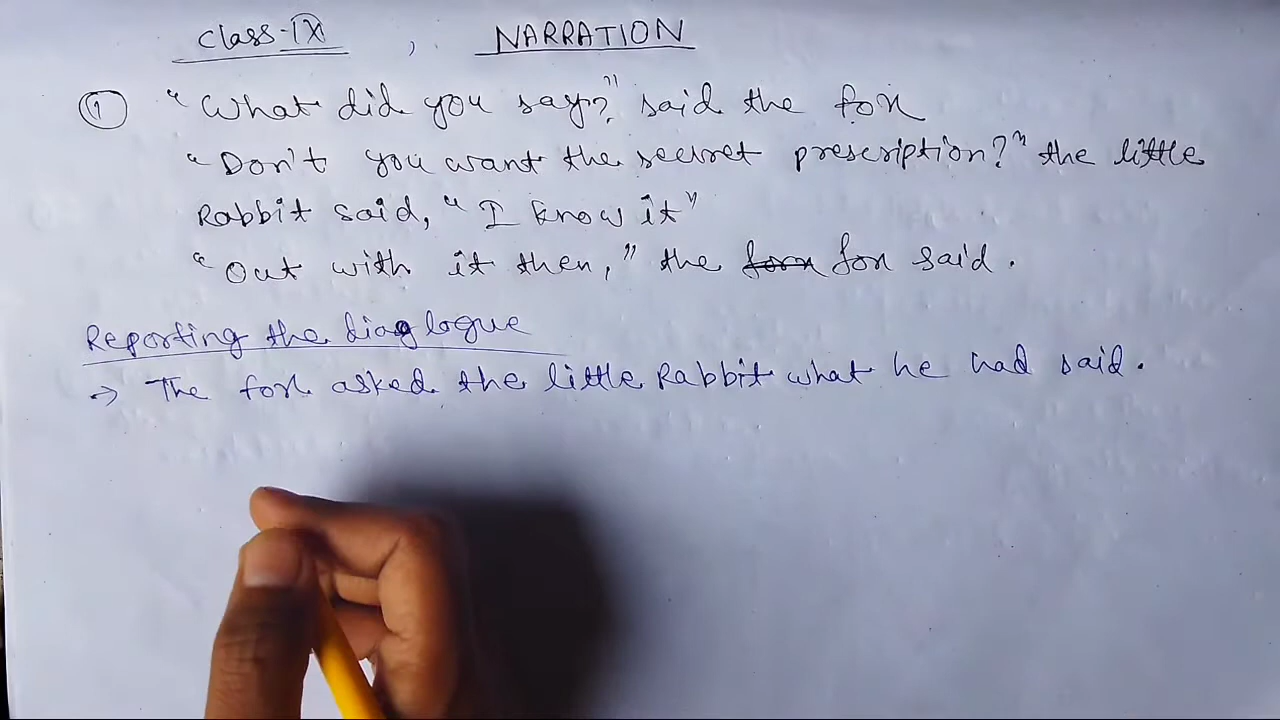 Class-IX , NARRATION
① "What did you say?" said the fox
"Don't you want the secret prescription?" the little
Rabbit said, "I know it"
"Out with it then," the form fox said.
Reporting the dialogue
→ The fox asked the little Rabbit what he had said.